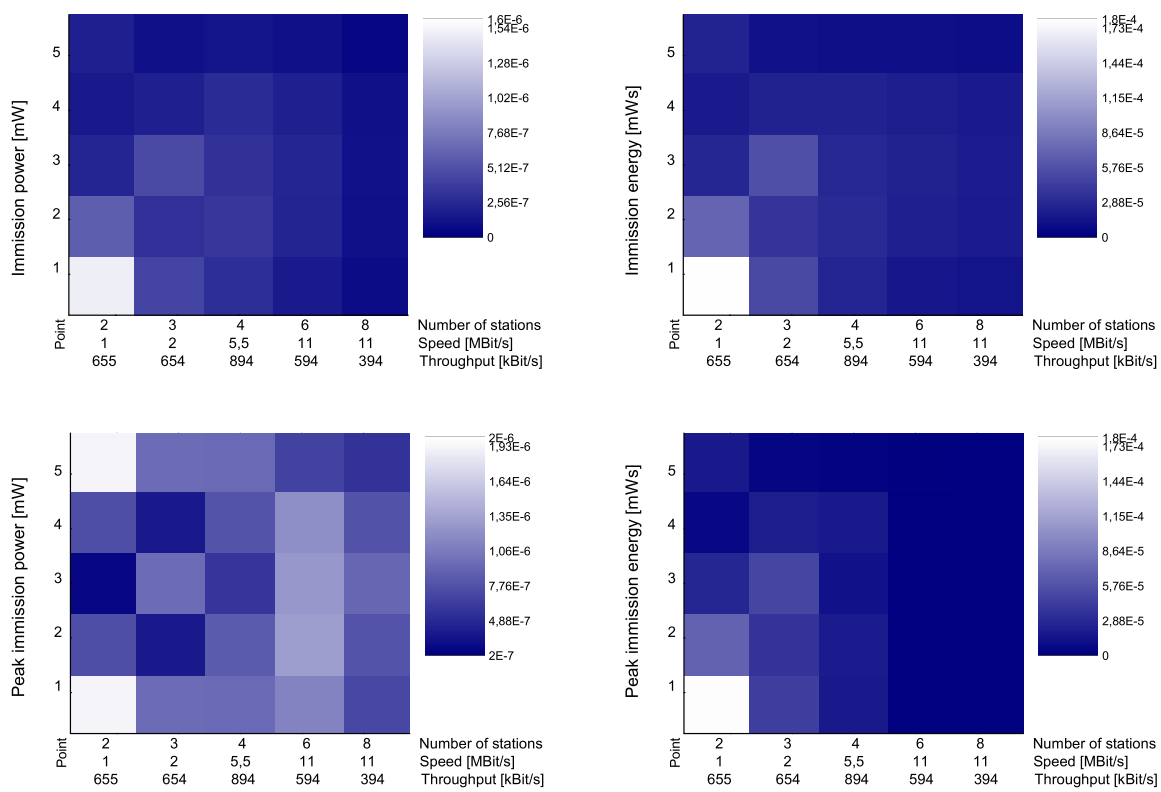 Immission power [mW]
5
4
3
2
1
Point
2 3 4 6 8 Number of stations
1 2 5,5 11 11 Speed [MBit/s]
655 654 894 594 394 Throughput [kBit/s]
1,6E-6
1,54E-6
1,28E-6
1,02E-6
7,68E-7
5,12E-7
2,56E-7
0
Immission energy [mWs]
5
4
3
2
1
Point
2 3 4 6 8 Number of stations
1 2 5,5 11 11 Speed [MBit/s]
655 654 894 594 394 Throughput [kBit/s]
1,8E-4
1,73E-4
1,44E-4
1,15E-4
8,64E-5
5,76E-5
2,88E-5
0
Peak immission power [mW]
5
4
3
2
1
Point
2 3 4 6 8 Number of stations
1 2 5,5 11 11 Speed [MBit/s]
655 654 894 594 394 Throughput [kBit/s]
2E-6
1,93E-6
1,64E-6
1,35E-6
1,06E-6
7,76E-7
4,88E-7
2E-7
Peak immission energy [mWs]
5
4
3
2
1
Point
2 3 4 6 8 Number of stations
1 2 5,5 11 11 Speed [MBit/s]
655 654 894 594 394 Throughput [kBit/s]
1,8E-4
1,73E-4
1,44E-4
1,15E-4
8,64E-5
5,76E-5
2,88E-5
0